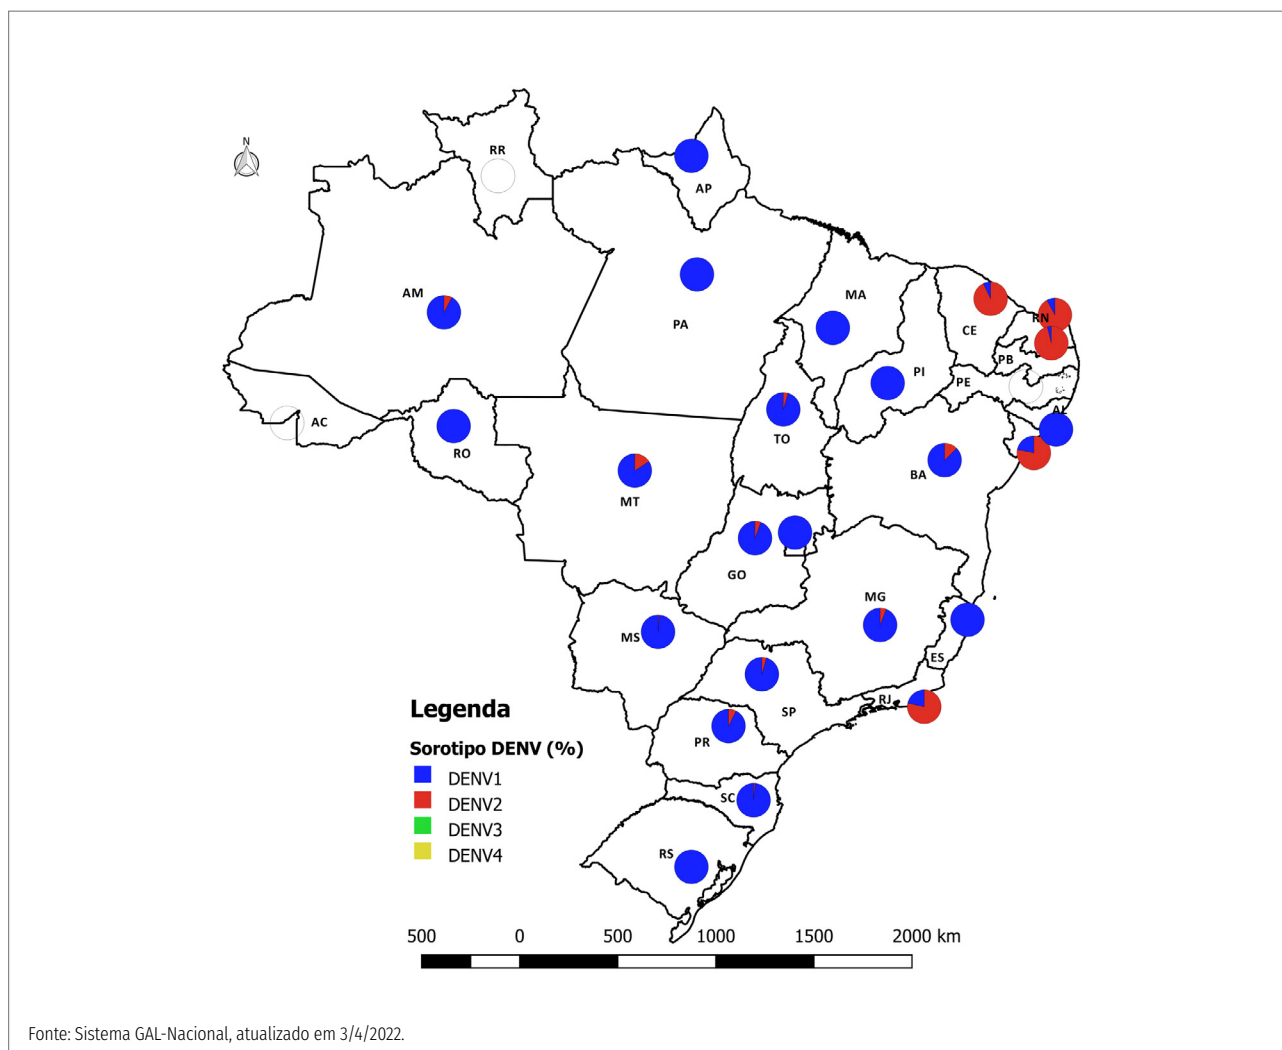 N
RR
AP
AM
PA
MA
CE
RN
PB
PI
PE
AL
AC
RO
TO
BA
MT
GO
MG
MS
ES
RJ
SP
PR
SC
RS
Legenda
Sorotipo DENV (%)
DENV1
DENV2
DENV3
DENV4
500 0 500 1000 1500 2000 km
Fonte: Sistema GAL-Nacional, atualizado em 3/4/2022.